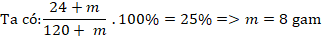 Ta có: (24 + m)/(120 + m) . 100% = 25% => m = 8 gam